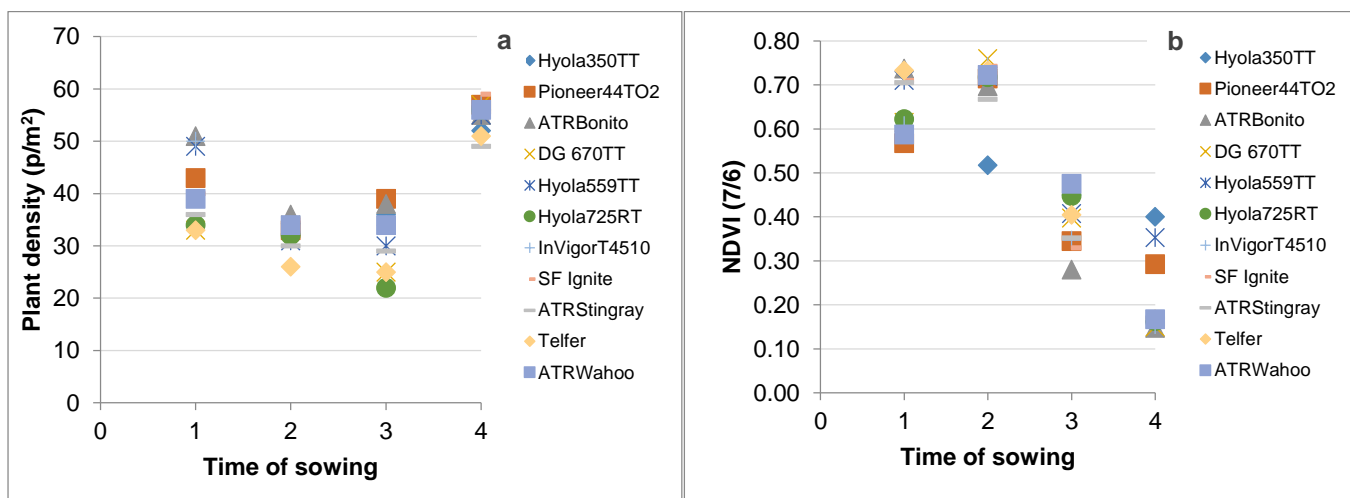 a
Plant density (p/m²)
70
60
50
40
30
20
10
0
0 1 2 3 4
Time of sowing
Hyola350TT
Pioneer44TO2
ATRBonito
DG 670TT
Hyola559TT
Hyola725RT
InVigorT4510
SF Ignite
ATRStingray
Telfer
ATRWahoo
b
NDVI (7/6)
0.80
0.70
0.60
0.50
0.40
0.30
0.20
0.10
0.00
0 1 2 3 4
Time of sowing
Hyola350TT
Pioneer44TO2
ATRBonito
DG 670TT
Hyola559TT
Hyola725RT
InVigorT4510
SF Ignite
ATRStingray
Telfer
ATRWahoo